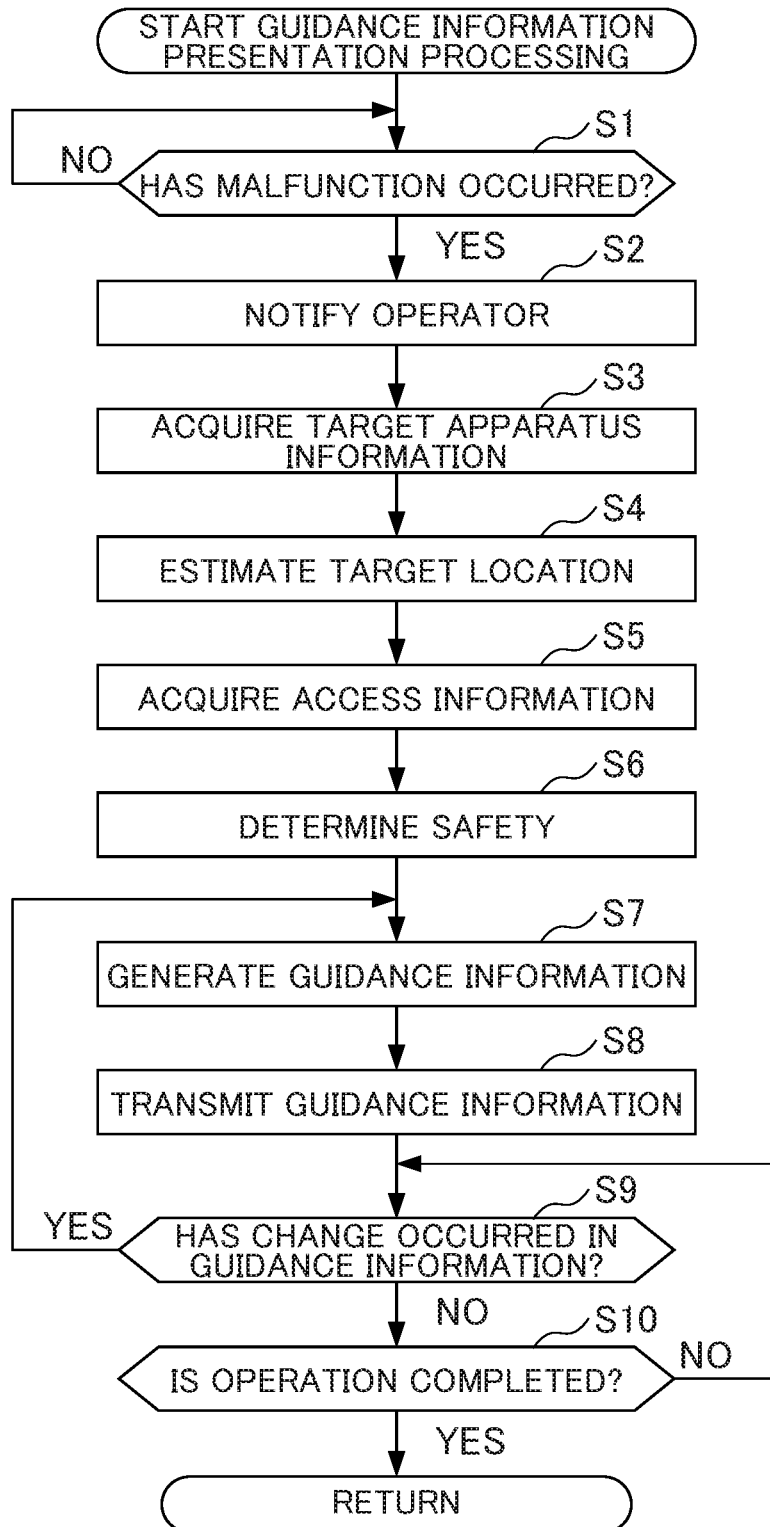 START GUIDANCE INFORMATION
PRESENTATION PROCESSING
S1
NO
HAS MALFUNCTION OCCURRED?
YES
S2
NOTIFY OPERATOR
S3
ACQUIRE TARGET APPARATUS
INFORMATION
S4
ESTIMATE TARGET LOCATION
S5
ACQUIRE ACCESS INFORMATION
S6
DETERMINE SAFETY
S7
GENERATE GUIDANCE INFORMATION
S8
TRANSMIT GUIDANCE INFORMATION
S9
YES
HAS CHANGE OCCURRED IN
GUIDANCE INFORMATION?
NO
S10
IS OPERATION COMPLETED?
NO
YES
RETURN